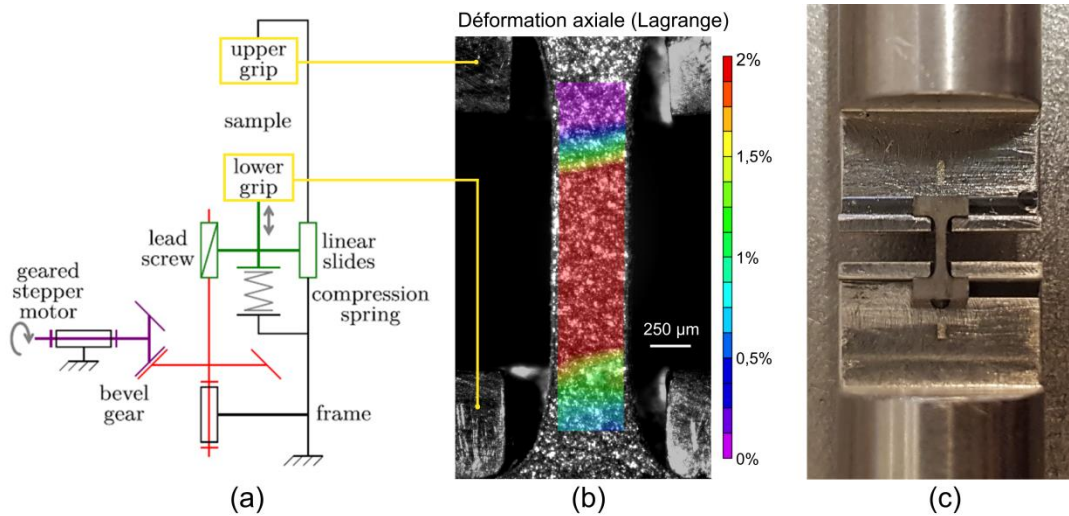 upper
grip
sample
lower
grip
lead
screw
linear
slides
geared
stepper
motor
compression
spring
bevel
gear
frame
(a)
Déformation axiale (Lagrange)
2%
1,5%
1%
0,5%
0%
250 µm
(b)
(c)